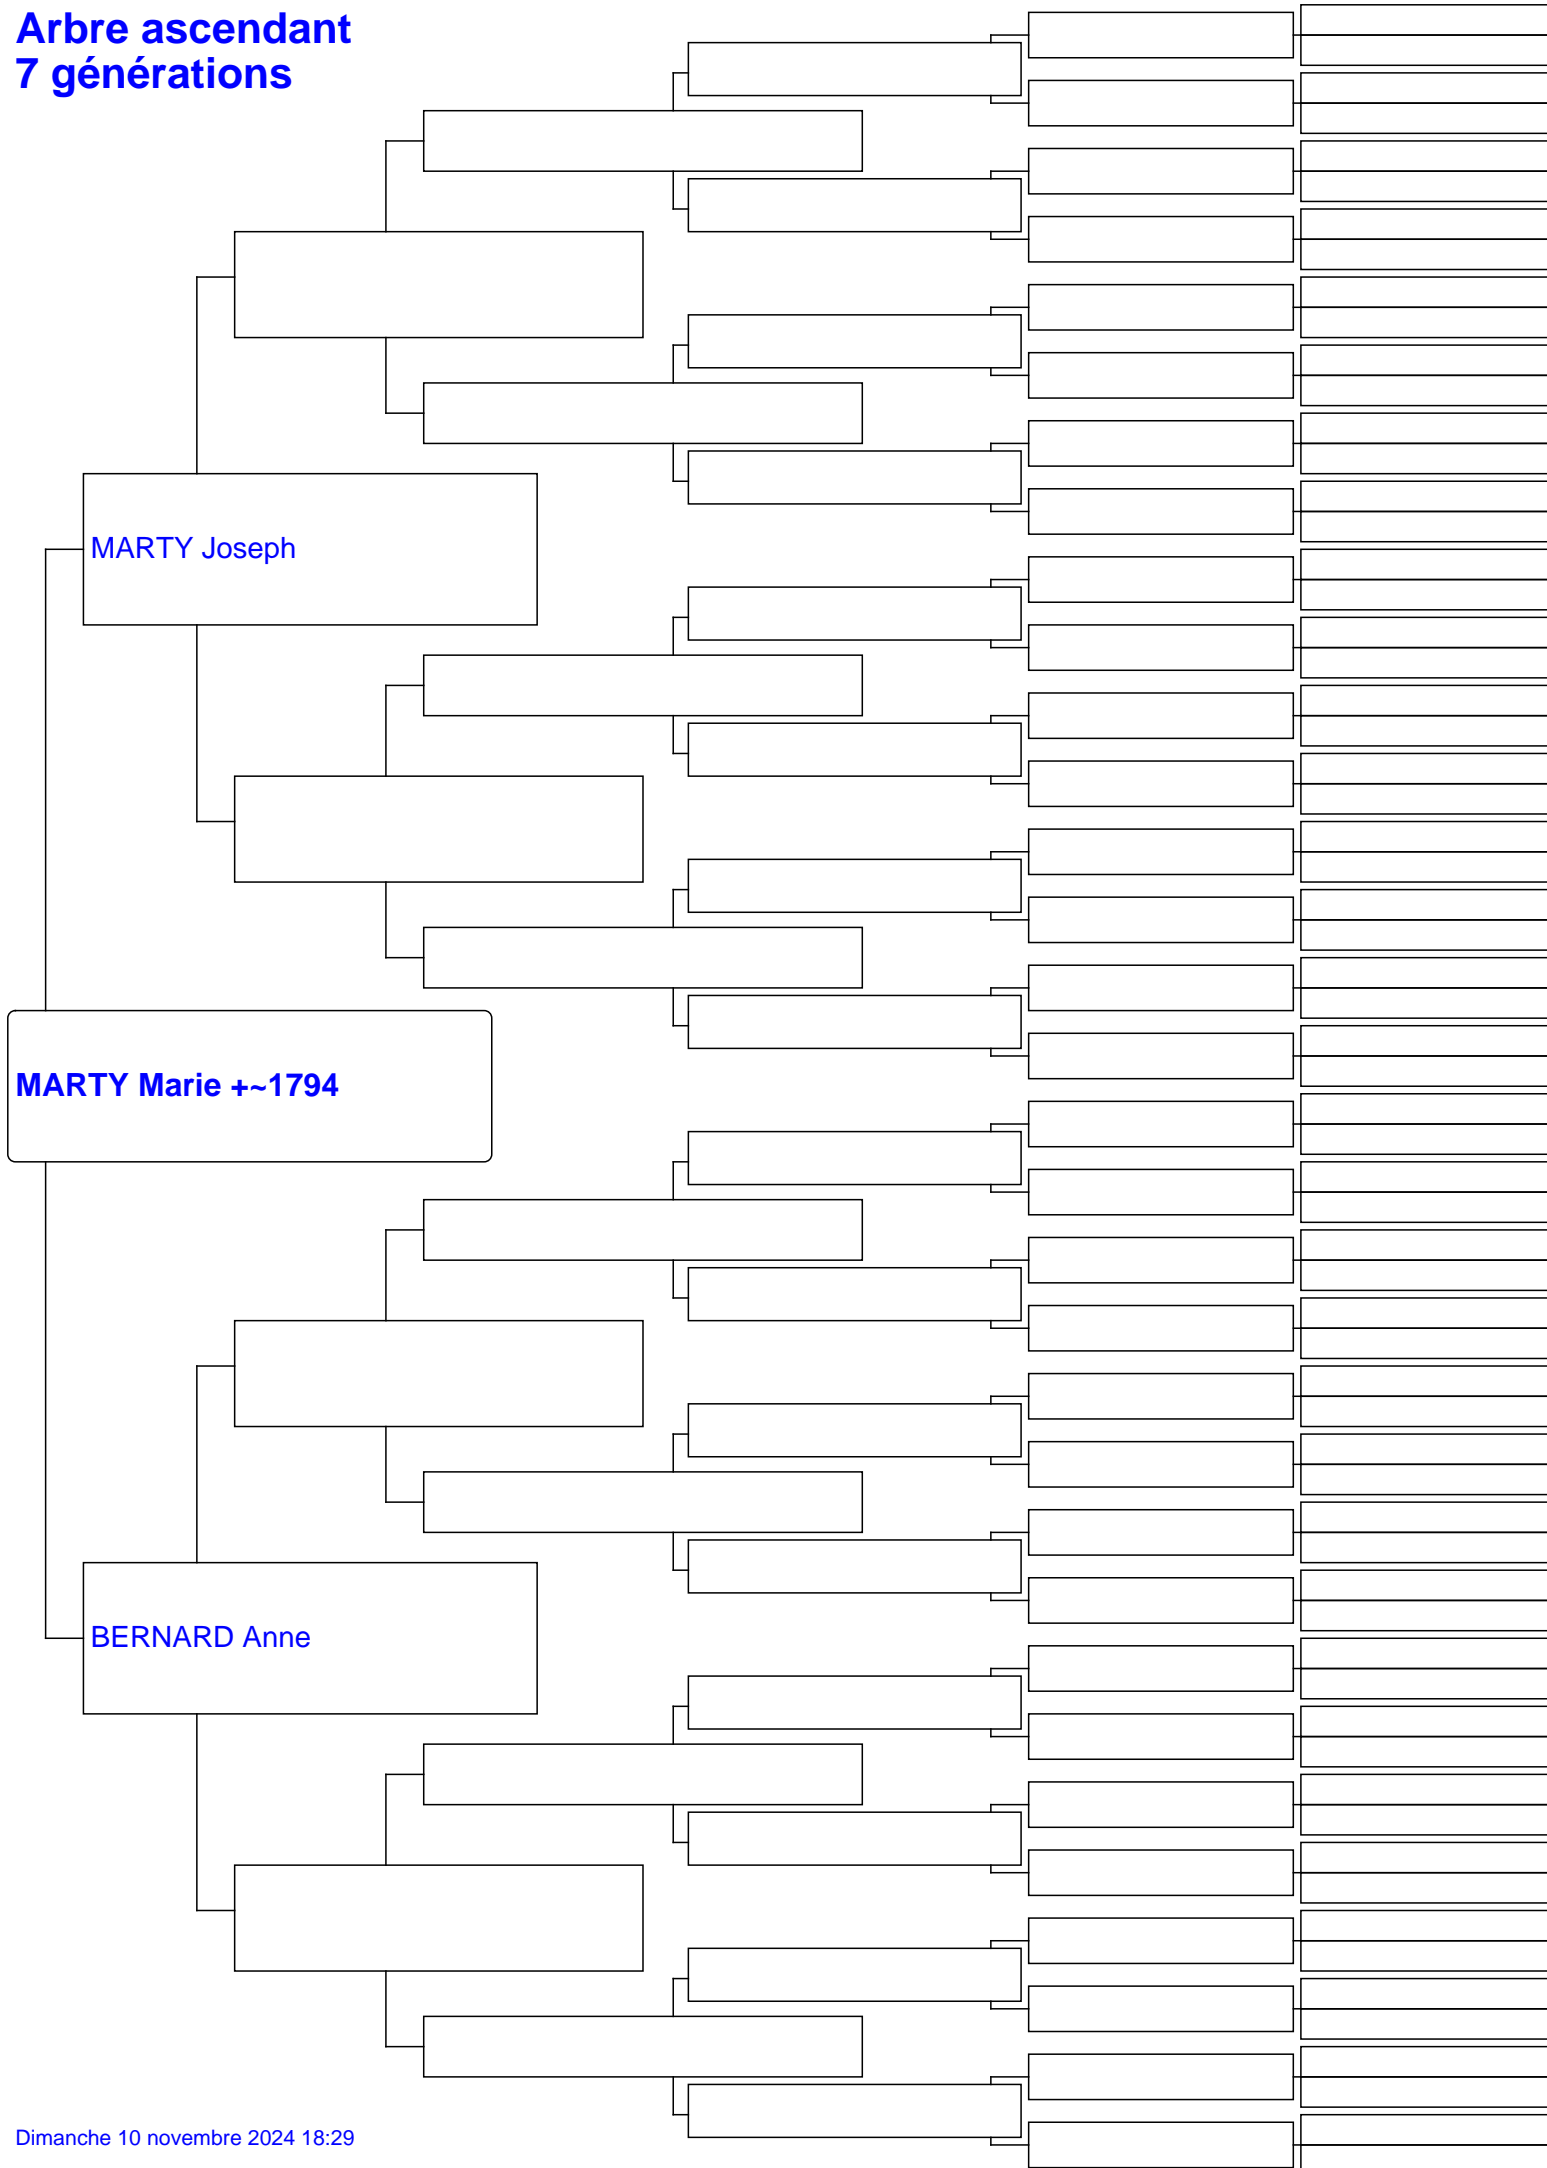 Arbre ascendant
7 générations
MARTY Joseph
MARTY Marie +~1794
BERNARD Anne
Dimanche 10 novembre 2024 18:29